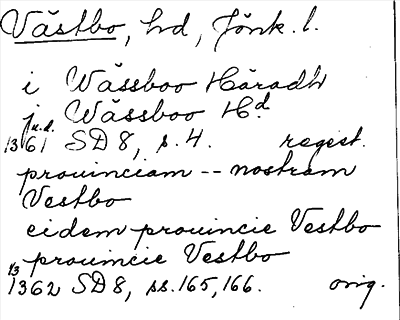 Västbo, hd, Jönk. l.
i Wässboo Häradh
j Wässboo Hd
u.d.
1361 SD 8, s. 4. regest.
prouinciam -- nostram
Vestbo
eidem prouincie Vestbo
prouincie Vestbo
1362 SD 8, ss. 165, 166. orig.